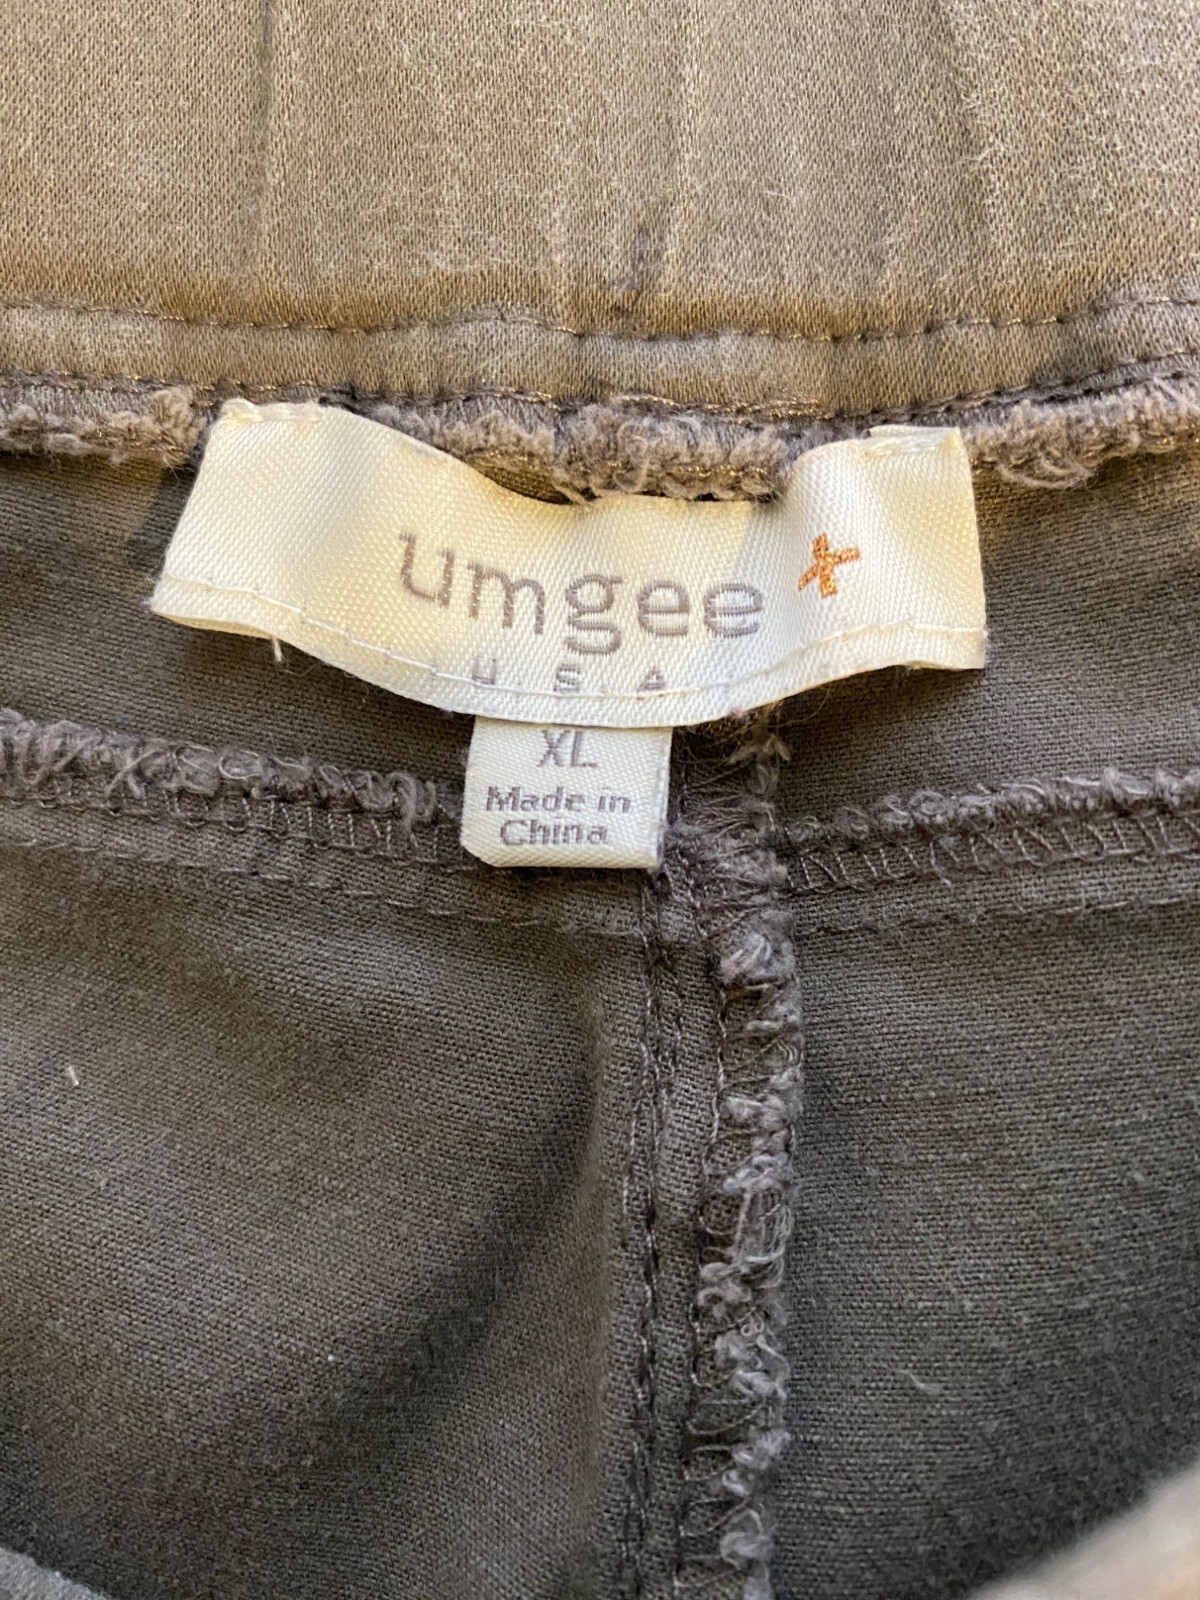 umgee +
U S A
XL
Made in
China